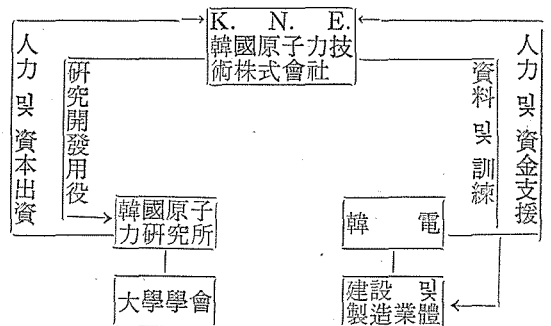 K. N. E.
韓國原子力技
術株式會社
人力 및 資本出資
硏究開發用役
資料 및 訓練
人力 및 資金支援
韓國原子
力硏究所
韓 電
大學學會
建設 및
製造業體